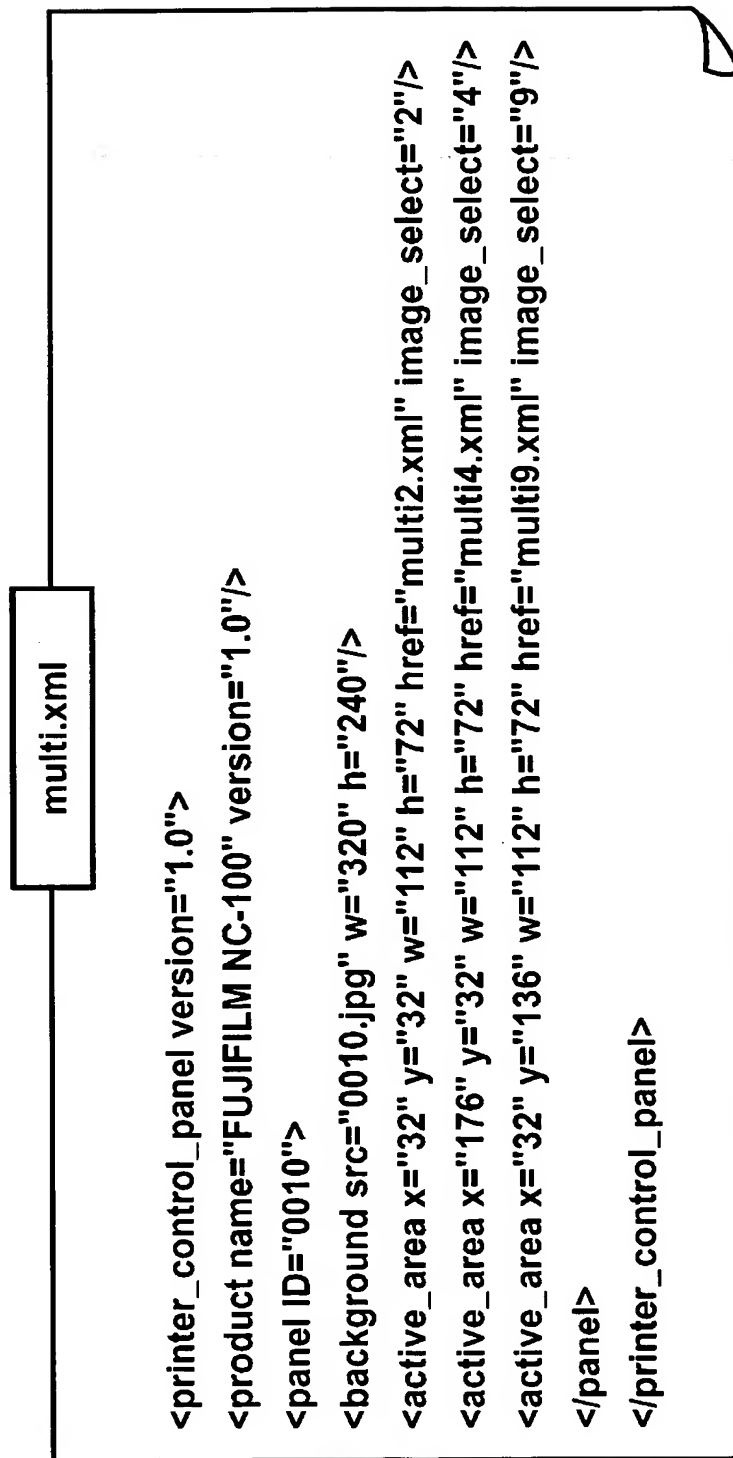 multi.xml
<printer_control_panel version="1.0">
<product name="FUJIFILM NC-100" version="1.0"/>
<panel ID="0010">
<background src="0010.jpg" w="320" h="240"/>
<active_area x="32" y="32" w="112" h="72" href="multi2.xml" image_select="2"/>
<active_area x="176" y="32" w="112" h="72" href="multi4.xml" image_select="4"/>
<active_area x="32" y="136" w="112" h="72" href="multi9.xml" image_select="9"/>
</panel>
</printer_control_panel>